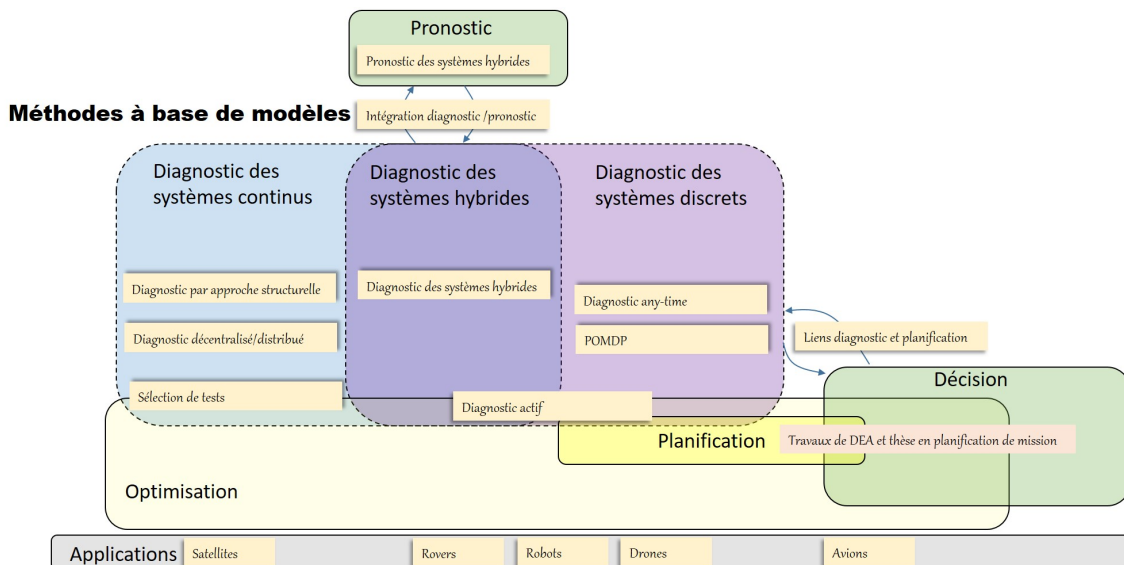 Pronostic
Pronostic des systèmes hybrides
Méthodes à base de modèles
Intégration diagnostic /pronostic
Diagnostic des
systèmes continus
Diagnostic des
systèmes hybrides
Diagnostic des
systèmes discrets
Diagnostic par approche structurelle
Diagnostic des systèmes hybrides
Diagnostic any-time
Diagnostic décentralisé/distribué
POMDP
Liens diagnostic et planification
Sélection de tests
Diagnostic actif
Décision
Planification
Travaux de DEA et thèse en planification de mission
Optimisation
Applications
Satellites
Rovers
Robots
Drones
Avions